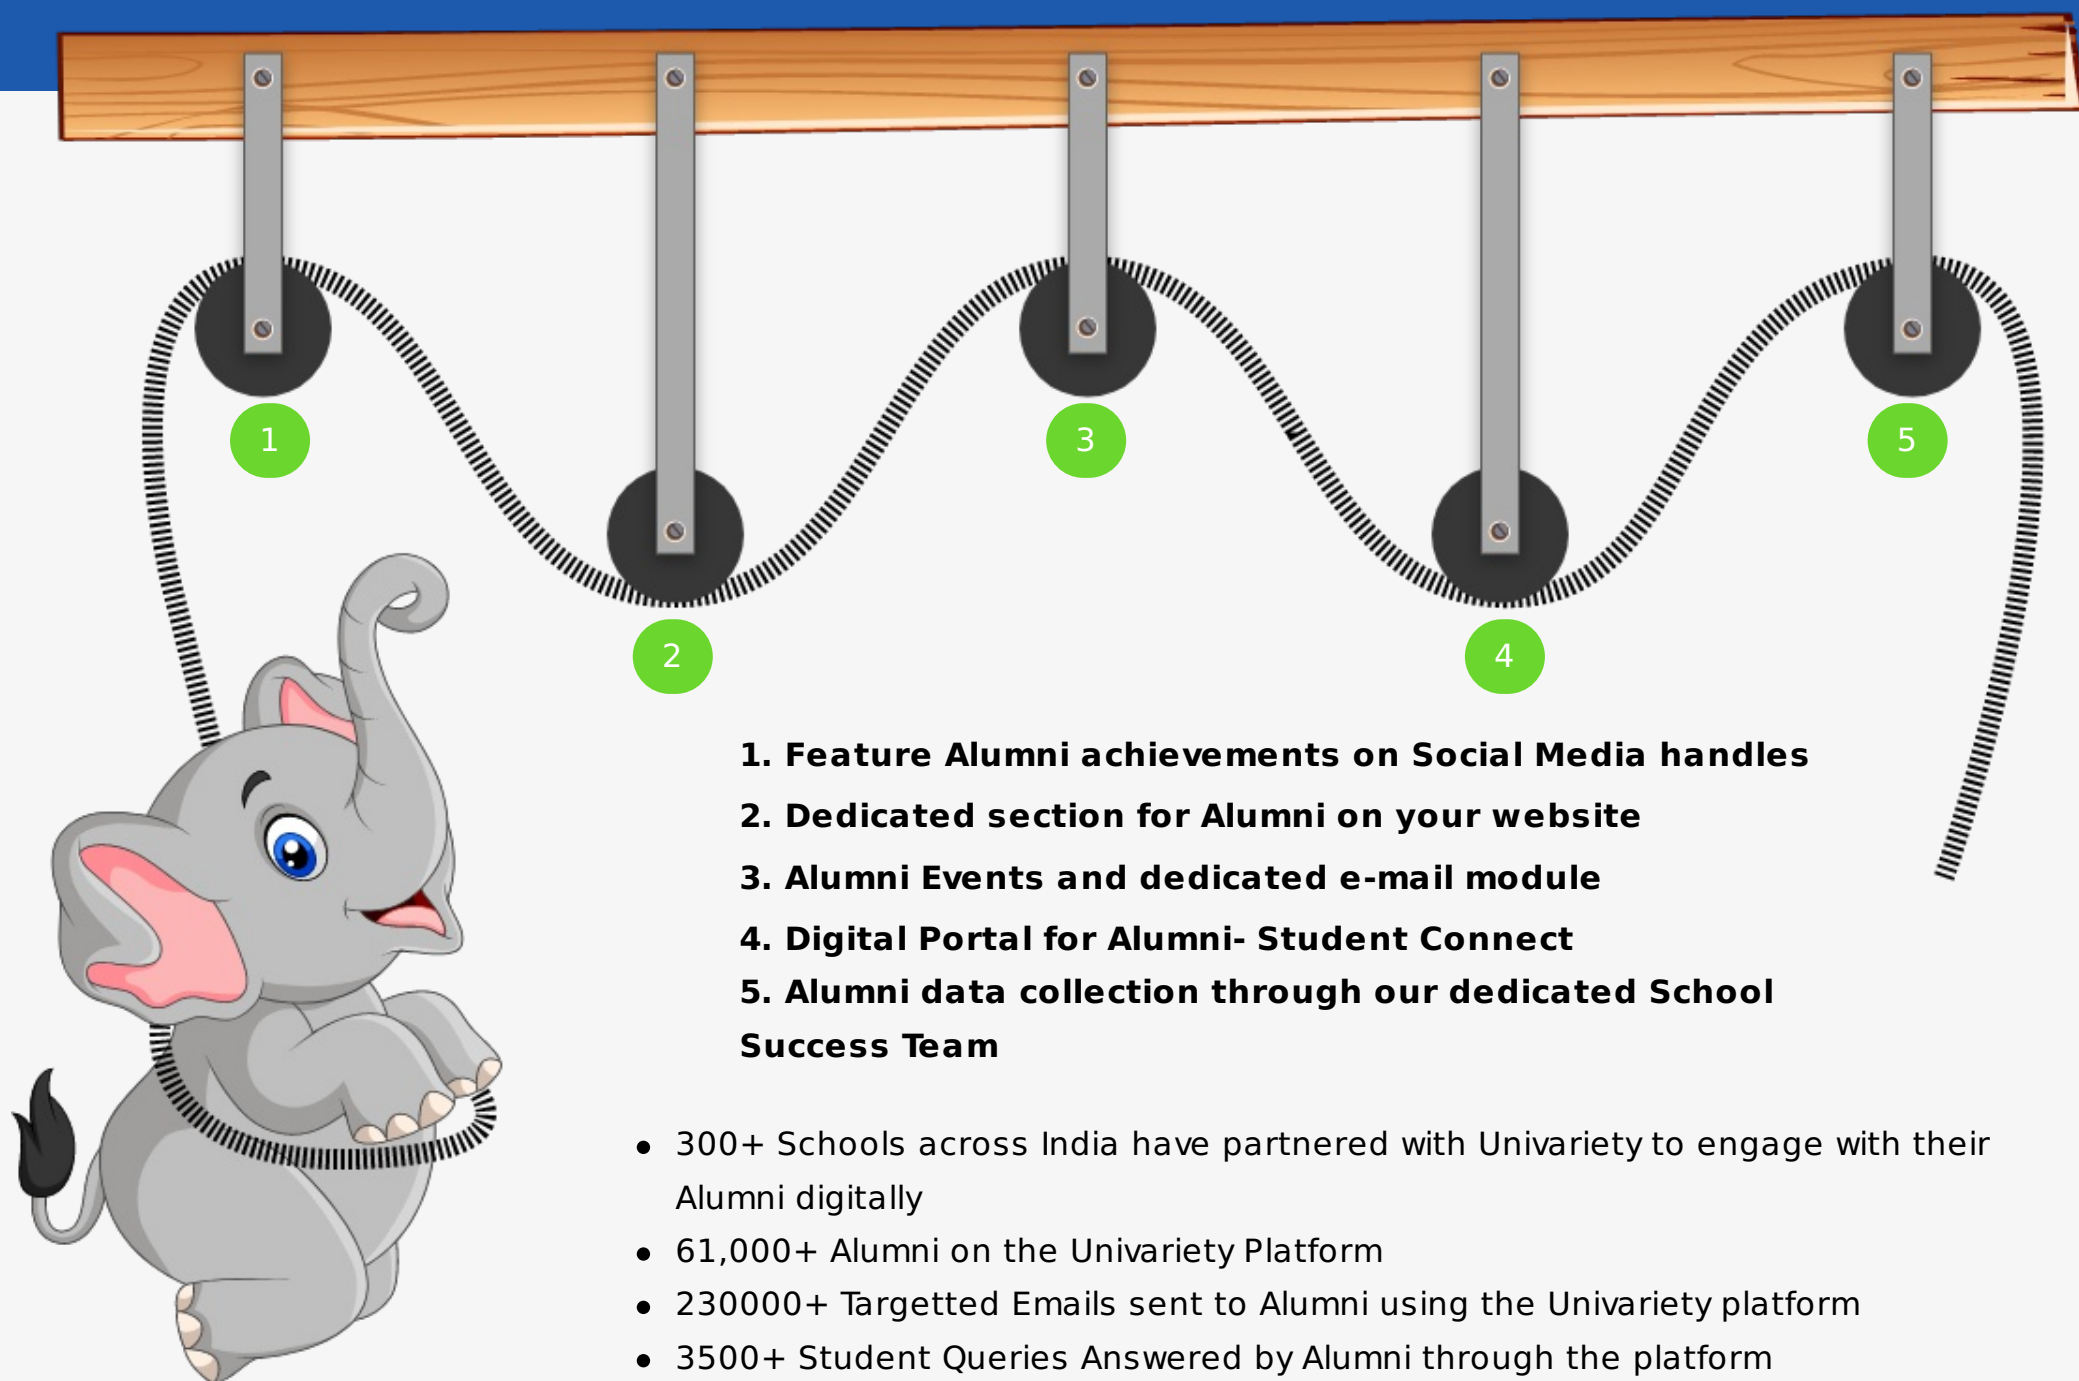 1
3
5
2
4
1. Feature Alumni achievements on Social Media handles
2. Dedicated section for Alumni on your website
3. Alumni Events and dedicated e-mail module
4. Digital Portal for Alumni- Student Connect
5. Alumni data collection through our dedicated School
Success Team
● 300+ Schools across India have partnered with Univariety to engage with their
Alumni digitally
● 61,000+ Alumni on the Univariety Platform
● 230000+ Targetted Emails sent to Alumni using the Univariety platform
● 3500+ Student Queries Answered by Alumni through the platform